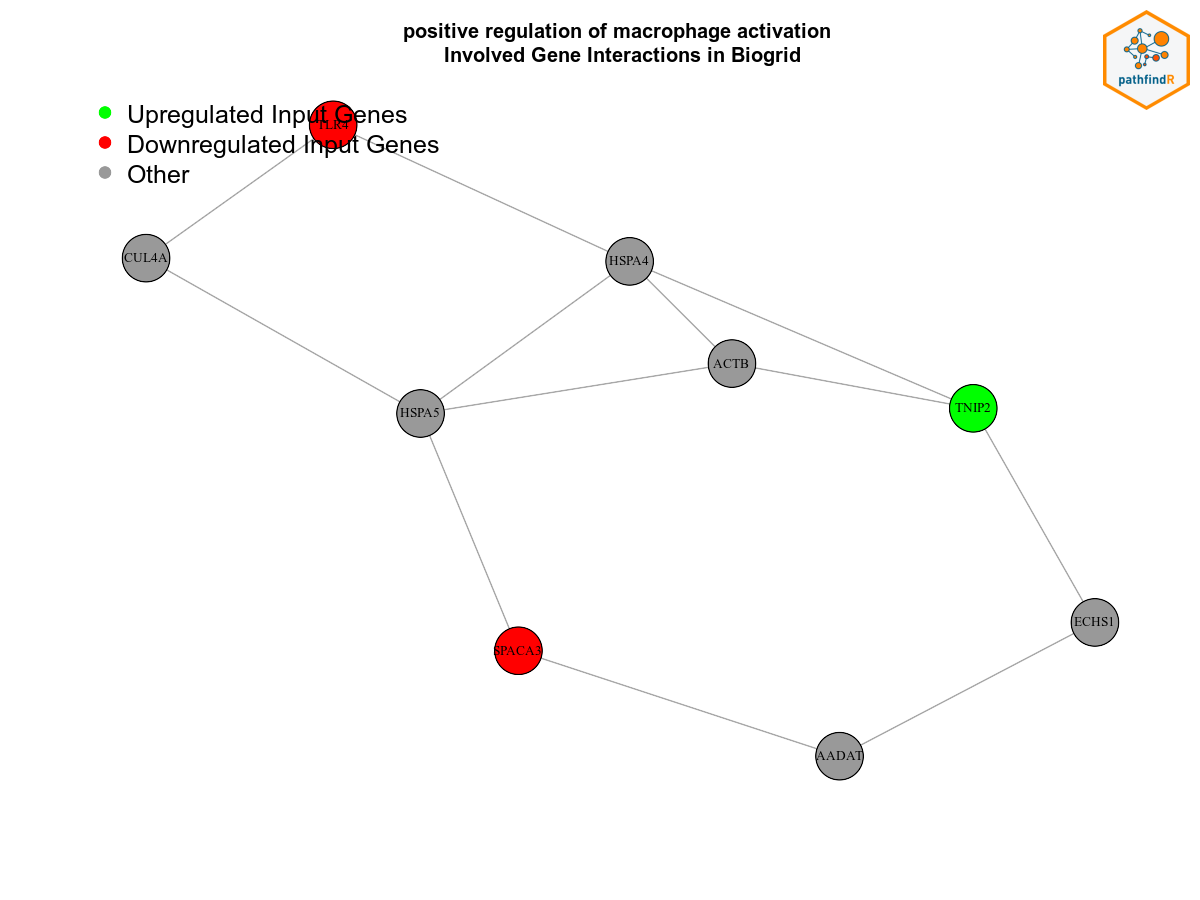 positive regulation of macrophage activation
Involved Gene Interactions in Biogrid
pathfindR
Upregulated Input Genes
TLR4
Downregulated Input Genes
Other
CUL4A
HSPA4
ACTB
HSPA5
TNIP2
ECHS1
SPACA3
AADAT